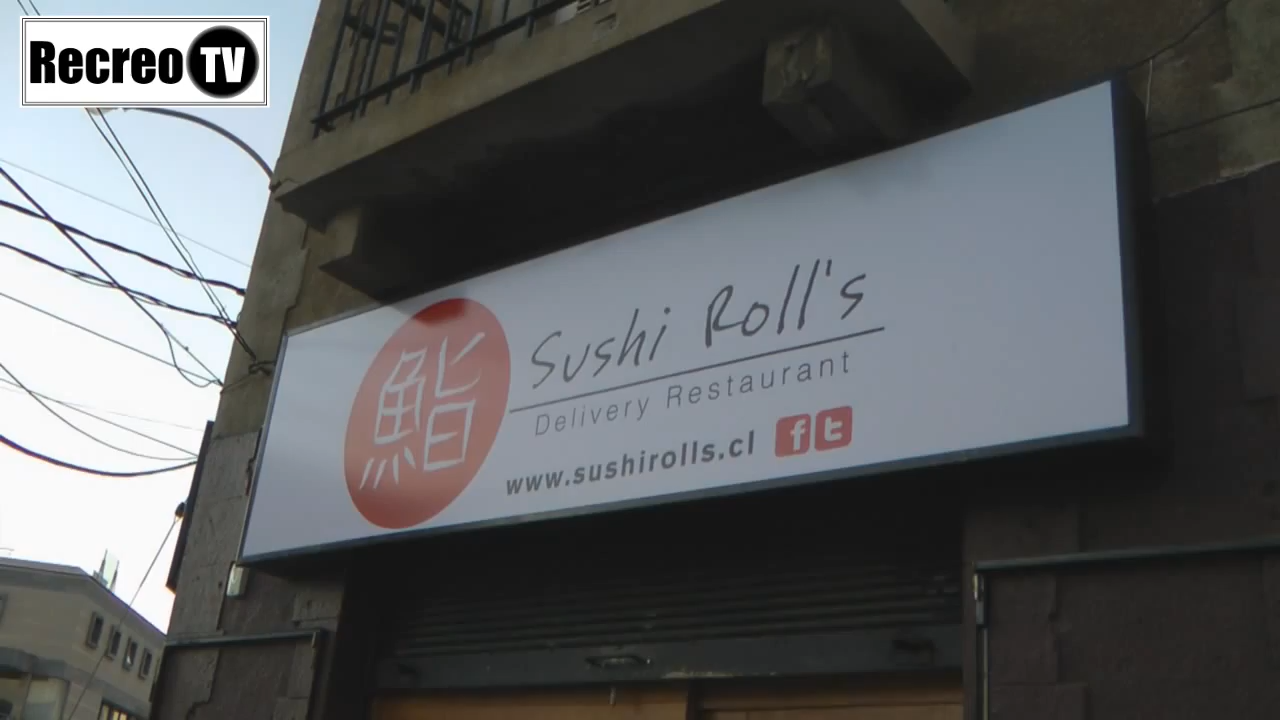 Recreo TV
鮨
Sushi Roll's
Delivery Restaurant
www.sushirolls.cl f t